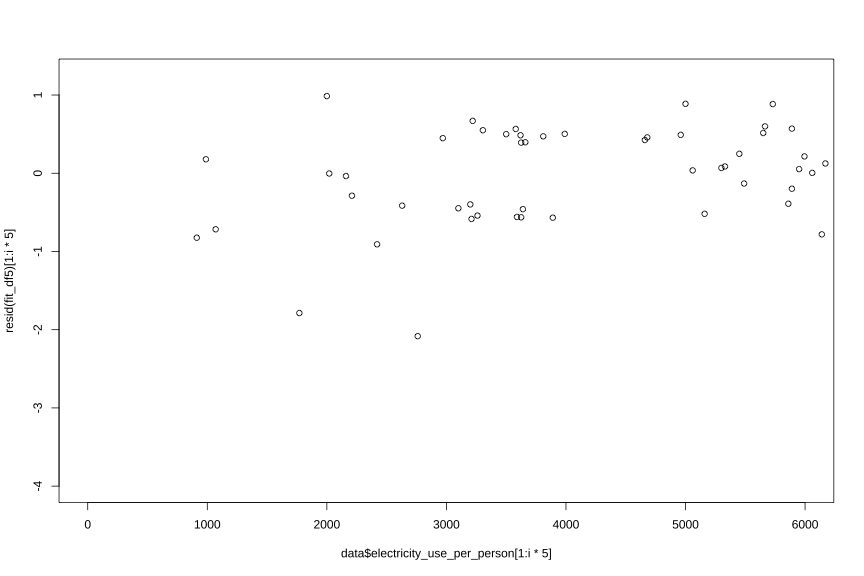 1
0
-1
-2
-3
-4
resid(fit_df5)[1:i * 5]
0 1000 2000 3000 4000 5000 6000
data$electricity_use_per_person[1:i * 5]